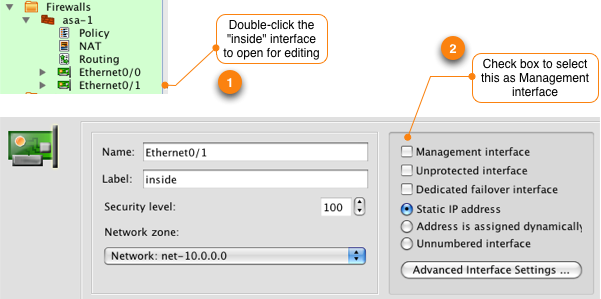 Firewalls
asa-1
Policy
NAT
Routing
Ethernet0/0
Ethernet0/1
Double-click the
"inside" interface
to open for editing
1
2
Check box to select
this as Management
interface
Name: Ethernet0/1
Label: inside
Security level: 100
Network zone:
Network: net-10.0.0.0
Management interface
Unprotected interface
Dedicated failover interface
Static IP address
Address is assigned dynamically
Unnumbered interface
Advanced Interface Settings ...